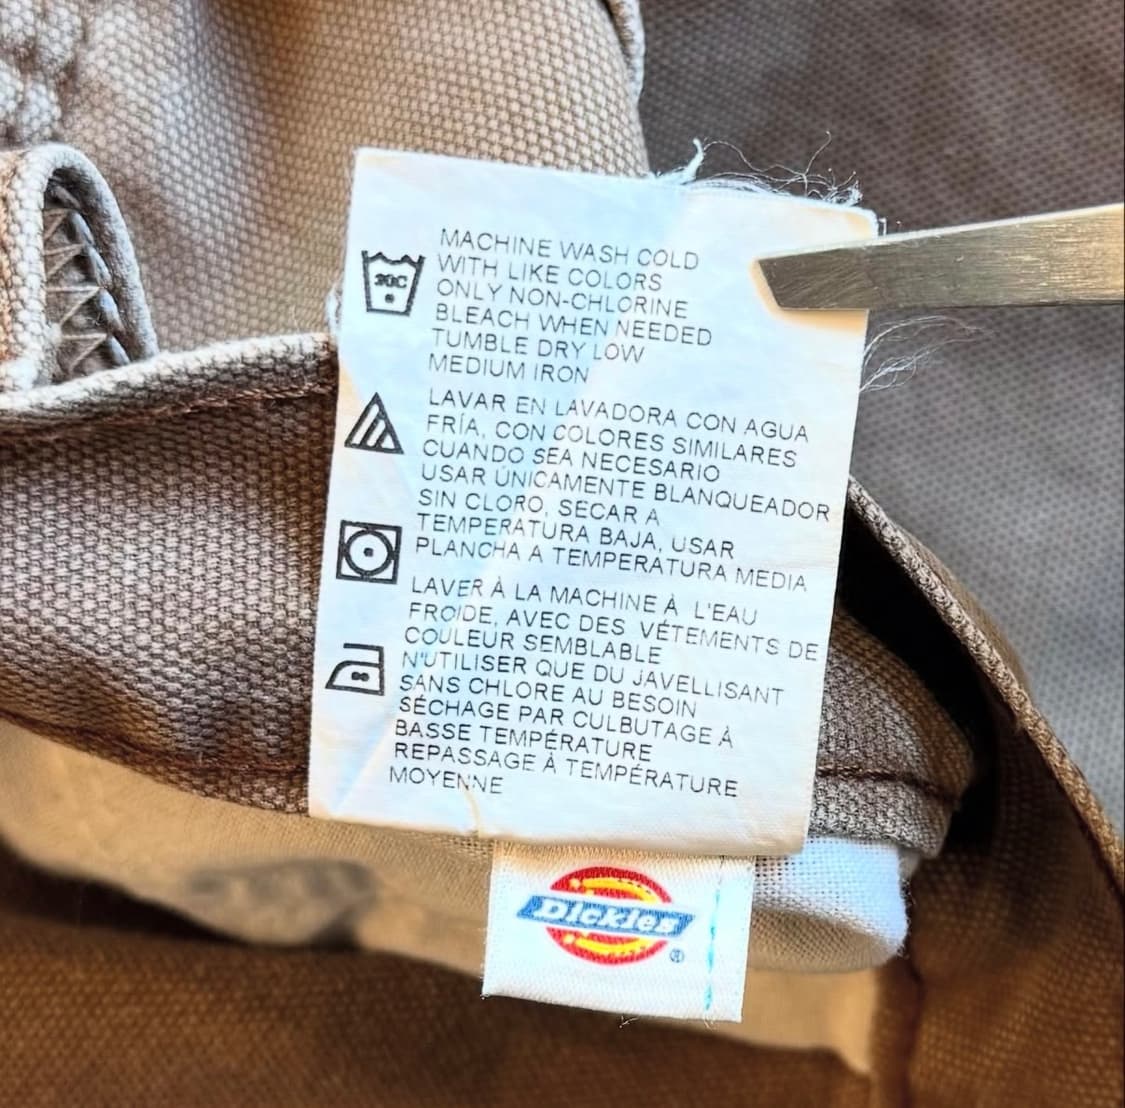 MACHINE WASH COLD
WITH LIKE COLORS
ONLY NON-CHLORINE
BLEACH WHEN NEEDED
TUMBLE DRY LOW
MEDIUM IRON
30C
LAVAR EN LAVADORA CON AGUA
FRÍA, CON COLORES SIMILARES
CUANDO SEA NECESARIO
USAR ÚNICAMENTE BLANQUEADOR
SIN CLORO, SECAR A
TEMPERATURA BAJA, USAR
PLANCHA A TEMPERATURA MEDIA
LAVER À LA MACHINE À L'EAU
FROIDE, AVEC DES VÉTEMENTS DE
COULEUR SEMBLABLE
N'UTILISER QUE DU JAVELLISANT
SANS CHLORE AU BESOIN
SÉCHAGE PAR CULBUTAGE À
BASSE TEMPÉRATURE
REPASSAGE À TEMPÉRATURE
MOYENNE
Dickies
®